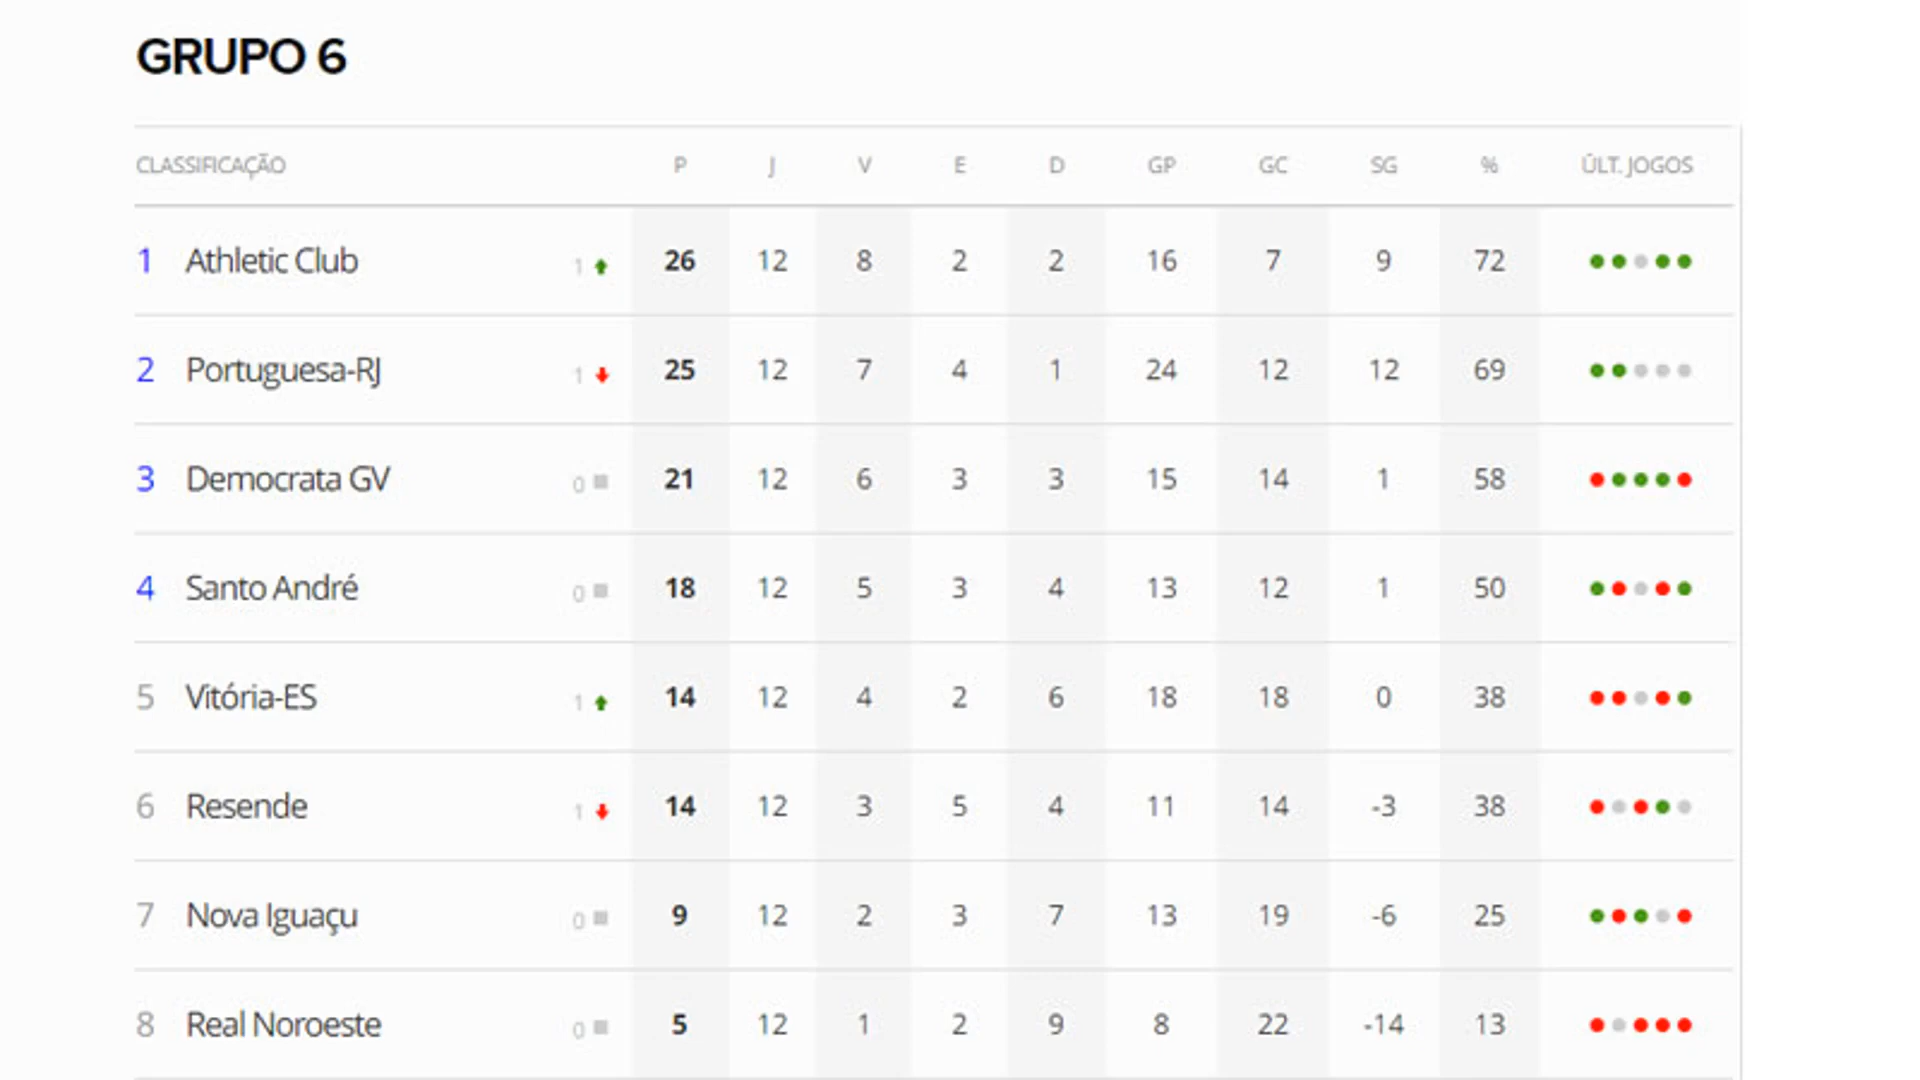 GRUPO 6
CLASSIFICAÇÃO P J V E D GP GC SG % ÚLT. JOGOS
1 Athletic Club 1 26 12 8 2 2 16 7 9 72
2 Portuguesa-RJ 1 25 12 7 4 1 24 12 12 69
3 Democrata GV 0 21 12 6 3 3 15 14 1 58
4 Santo André 0 18 12 5 3 4 13 12 1 50
5 Vitória-ES 1 14 12 4 2 6 18 18 0 38
6 Resende 1 14 12 3 5 4 11 14 -3 38
7 Nova Iguaçu 0 9 12 2 3 7 13 19 -6 25
8 Real Noroeste 0 5 12 1 2 9 8 22 -14 13